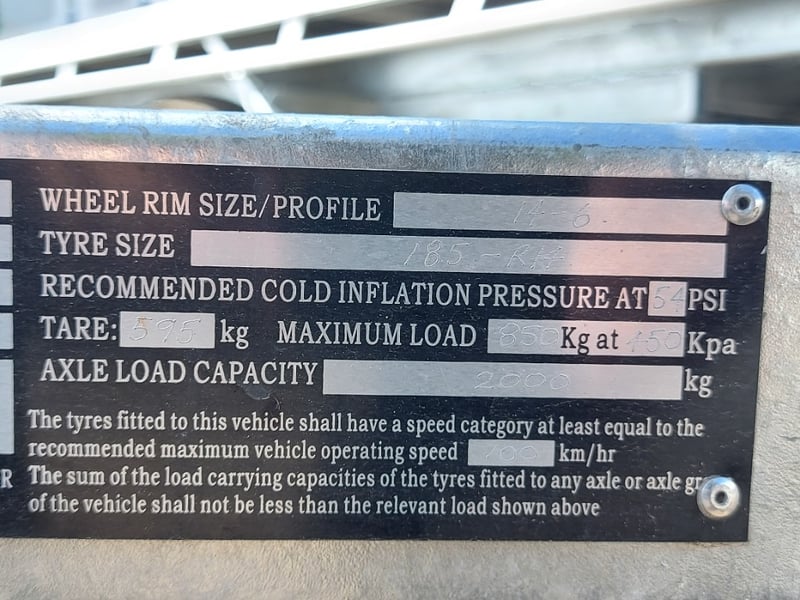 WHEEL RIM SIZE/PROFILE 14-6
TYRE SIZE 185-R14
RECOMMENDED COLD INFLATION PRESSURE AT 54 PSI
TARE: 595 kg MAXIMUM LOAD 850 Kg at 450 Kpa
AXLE LOAD CAPACITY 2000 kg
The tyres fitted to this vehicle shall have a speed category at least equal to the
recommended maximum vehicle operating speed 100 km/hr
R The sum of the load carrying capacities of the tyres fitted to any axle or axle gr
of the vehicle shall not be less than the relevant load shown above